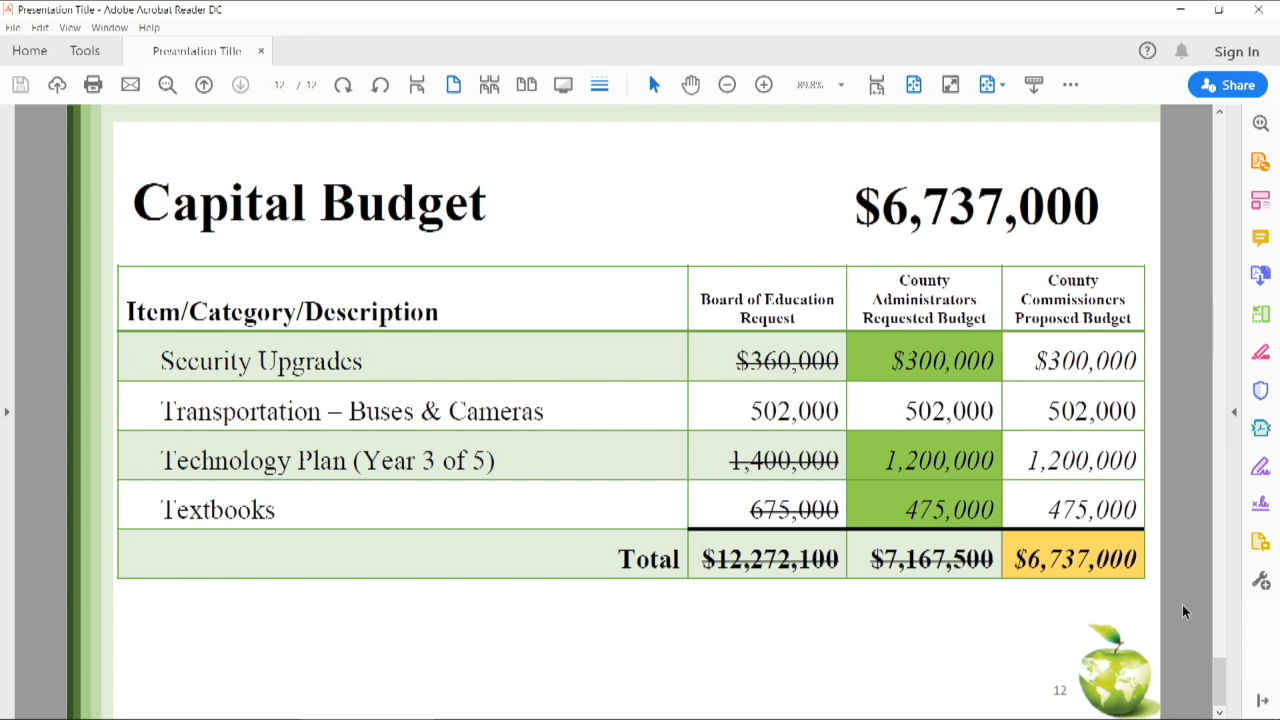 Presentation Title - Adobe Acrobat Reader DC
File Edit View Window Help
Home Tools Presentation Title × Sign In
12 / 12 89.8% Share
Capital Budget $6,737,000
Item/Category/Description Board of Education Request County Administrators Requested Budget County Commissioners Proposed Budget
Security Upgrades $360,000 $300,000 $300,000
Transportation – Buses & Cameras 502,000 502,000 502,000
Technology Plan (Year 3 of 5) 1,400,000 1,200,000 1,200,000
Textbooks 675,000 475,000 475,000
Total $12,272,100 $7,167,500 $6,737,000
12